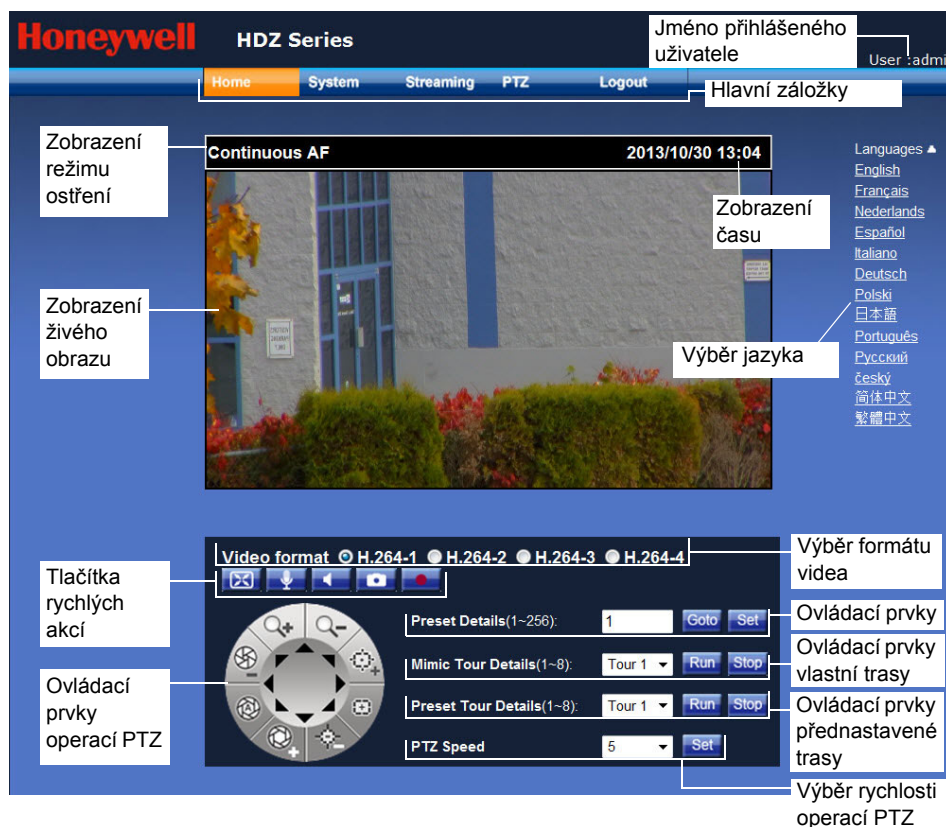 Honeywell
HDZ Series
Jméno přihlášeného
uživatele
User :admi
Home System Streaming PTZ Logout
Hlavní záložky
Zobrazení
režimu
ostření
Continuous AF 2013/10/30 13:04
Zobrazení
času
Zobrazení
živého
obrazu
Výběr jazyka
Languages
English
Français
Nederlands
Español
Italiano
Deutsch
Polski
日本語
Português
Русский
český
简体中文
繁體中文
Video format H.264-1 H.264-2 H.264-3 H.264-4
Výběr formátu
videa
Tlačítka
rychlých
akcí
Preset Details(1~256): 1 Goto Set
Ovládací prvky
Mimic Tour Details(1~8): Tour 1 Run Stop
Ovládací prvky
vlastní trasy
Ovládací
prvky
operací PTZ
Preset Tour Details(1~8): Tour 1 Run Stop
Ovládací prvky
přednastavené
trasy
PTZ Speed 5 Set
Výběr rychlosti
operací PTZ